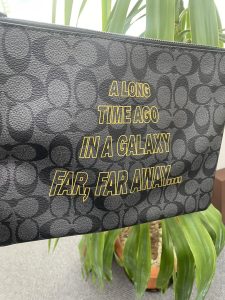 A LONG
TIME AGO
IN A GALAXY
FAR, FAR AWAY....